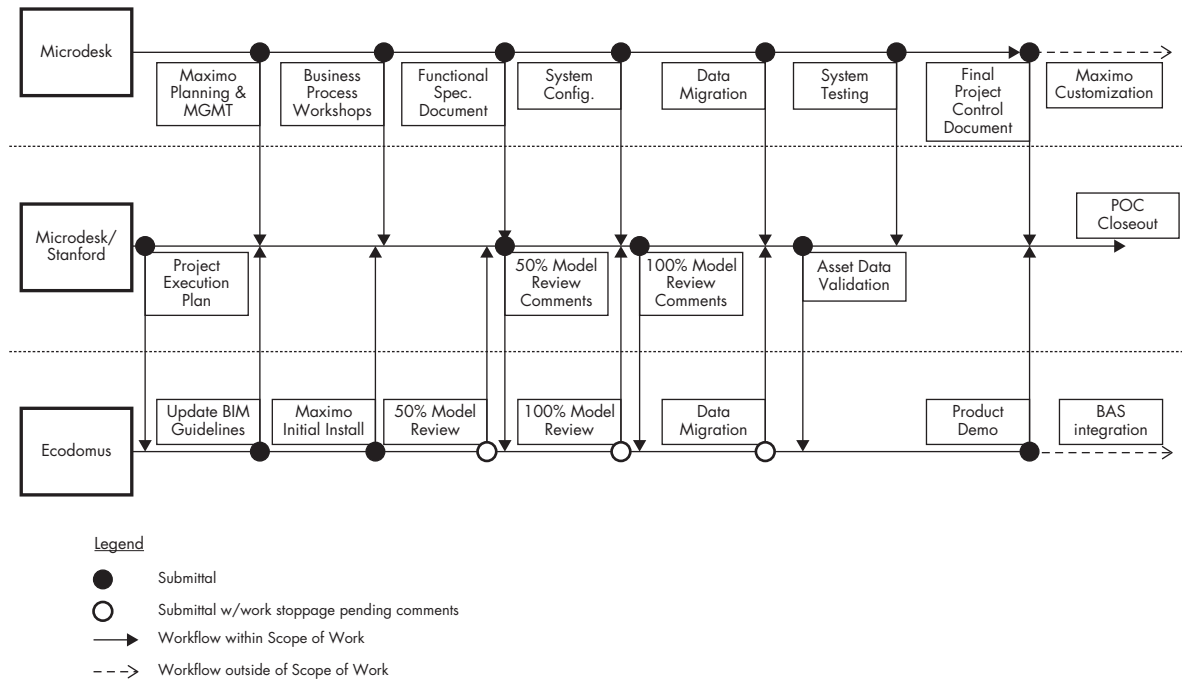 Microdesk
Maximo
Planning &
MGMT
Business
Process
Workshops
Functional
Spec.
Document
System
Config.
Data
Migration
System
Testing
Final
Project
Control
Document
Maximo
Customization
Microdesk/
Stanford
Project
Execution
Plan
50% Model
Review
Comments
100% Model
Review
Comments
Asset Data
Validation
POC
Closeout
Ecodomus
Update BIM
Guidelines
Maximo
Initial Install
50% Model
Review
100% Model
Review
Data
Migration
Product
Demo
BAS
integration
Legend
Submittal
Submittal w/work stoppage pending comments
Workflow within Scope of Work
Workflow outside of Scope of Work